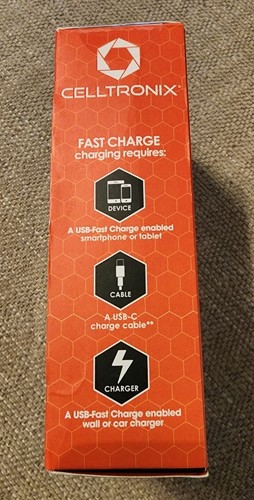 CELLTRONIX
FAST CHARGE
charging requires:
DEVICE
A USB-Fast Charge enabled
smartphone or tablet
CABLE
A USB-C
charge cable**
CHARGER
A USB-Fast Charge enabled
wall or car charger